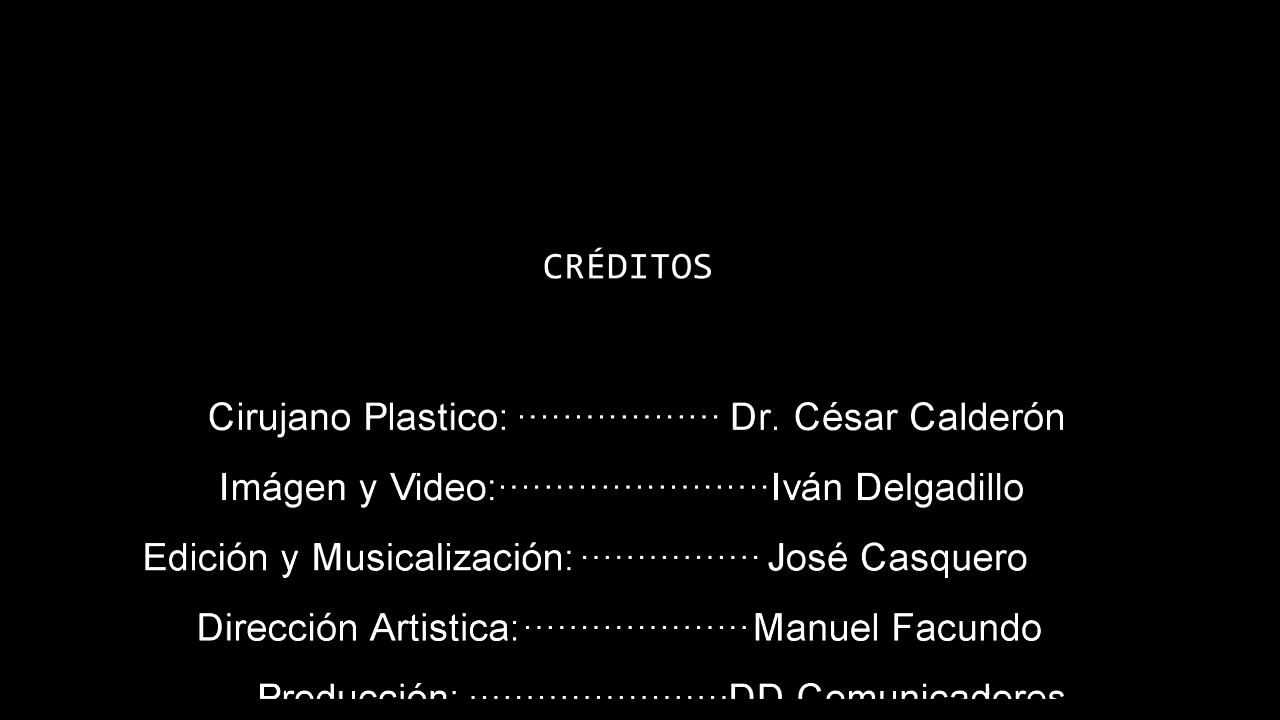 CRÉDITOS
Cirujano Plastico: .................. Dr. César Calderón
Imágen y Video:........................Iván Delgadillo
Edición y Musicalización: ................ José Casquero
Dirección Artistica:....................Manuel Facundo
Producción: .......................DD Comunicadores